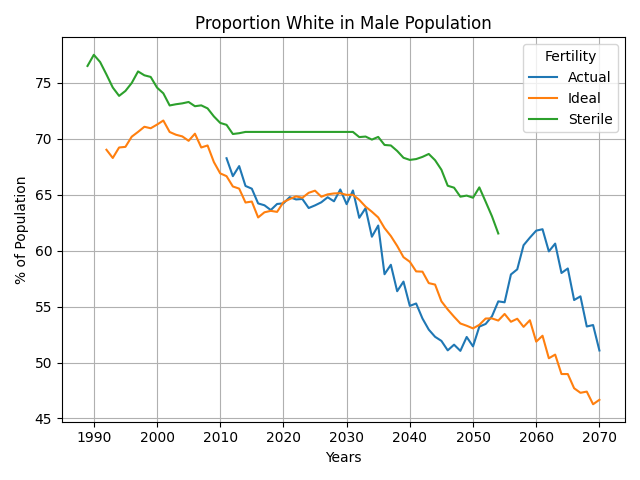 Proportion White in Male Population
Fertility
Actual
Ideal
Sterile
% of Population
75
70
65
60
55
50
45
1990 2000 2010 2020 2030 2040 2050 2060 2070
Years